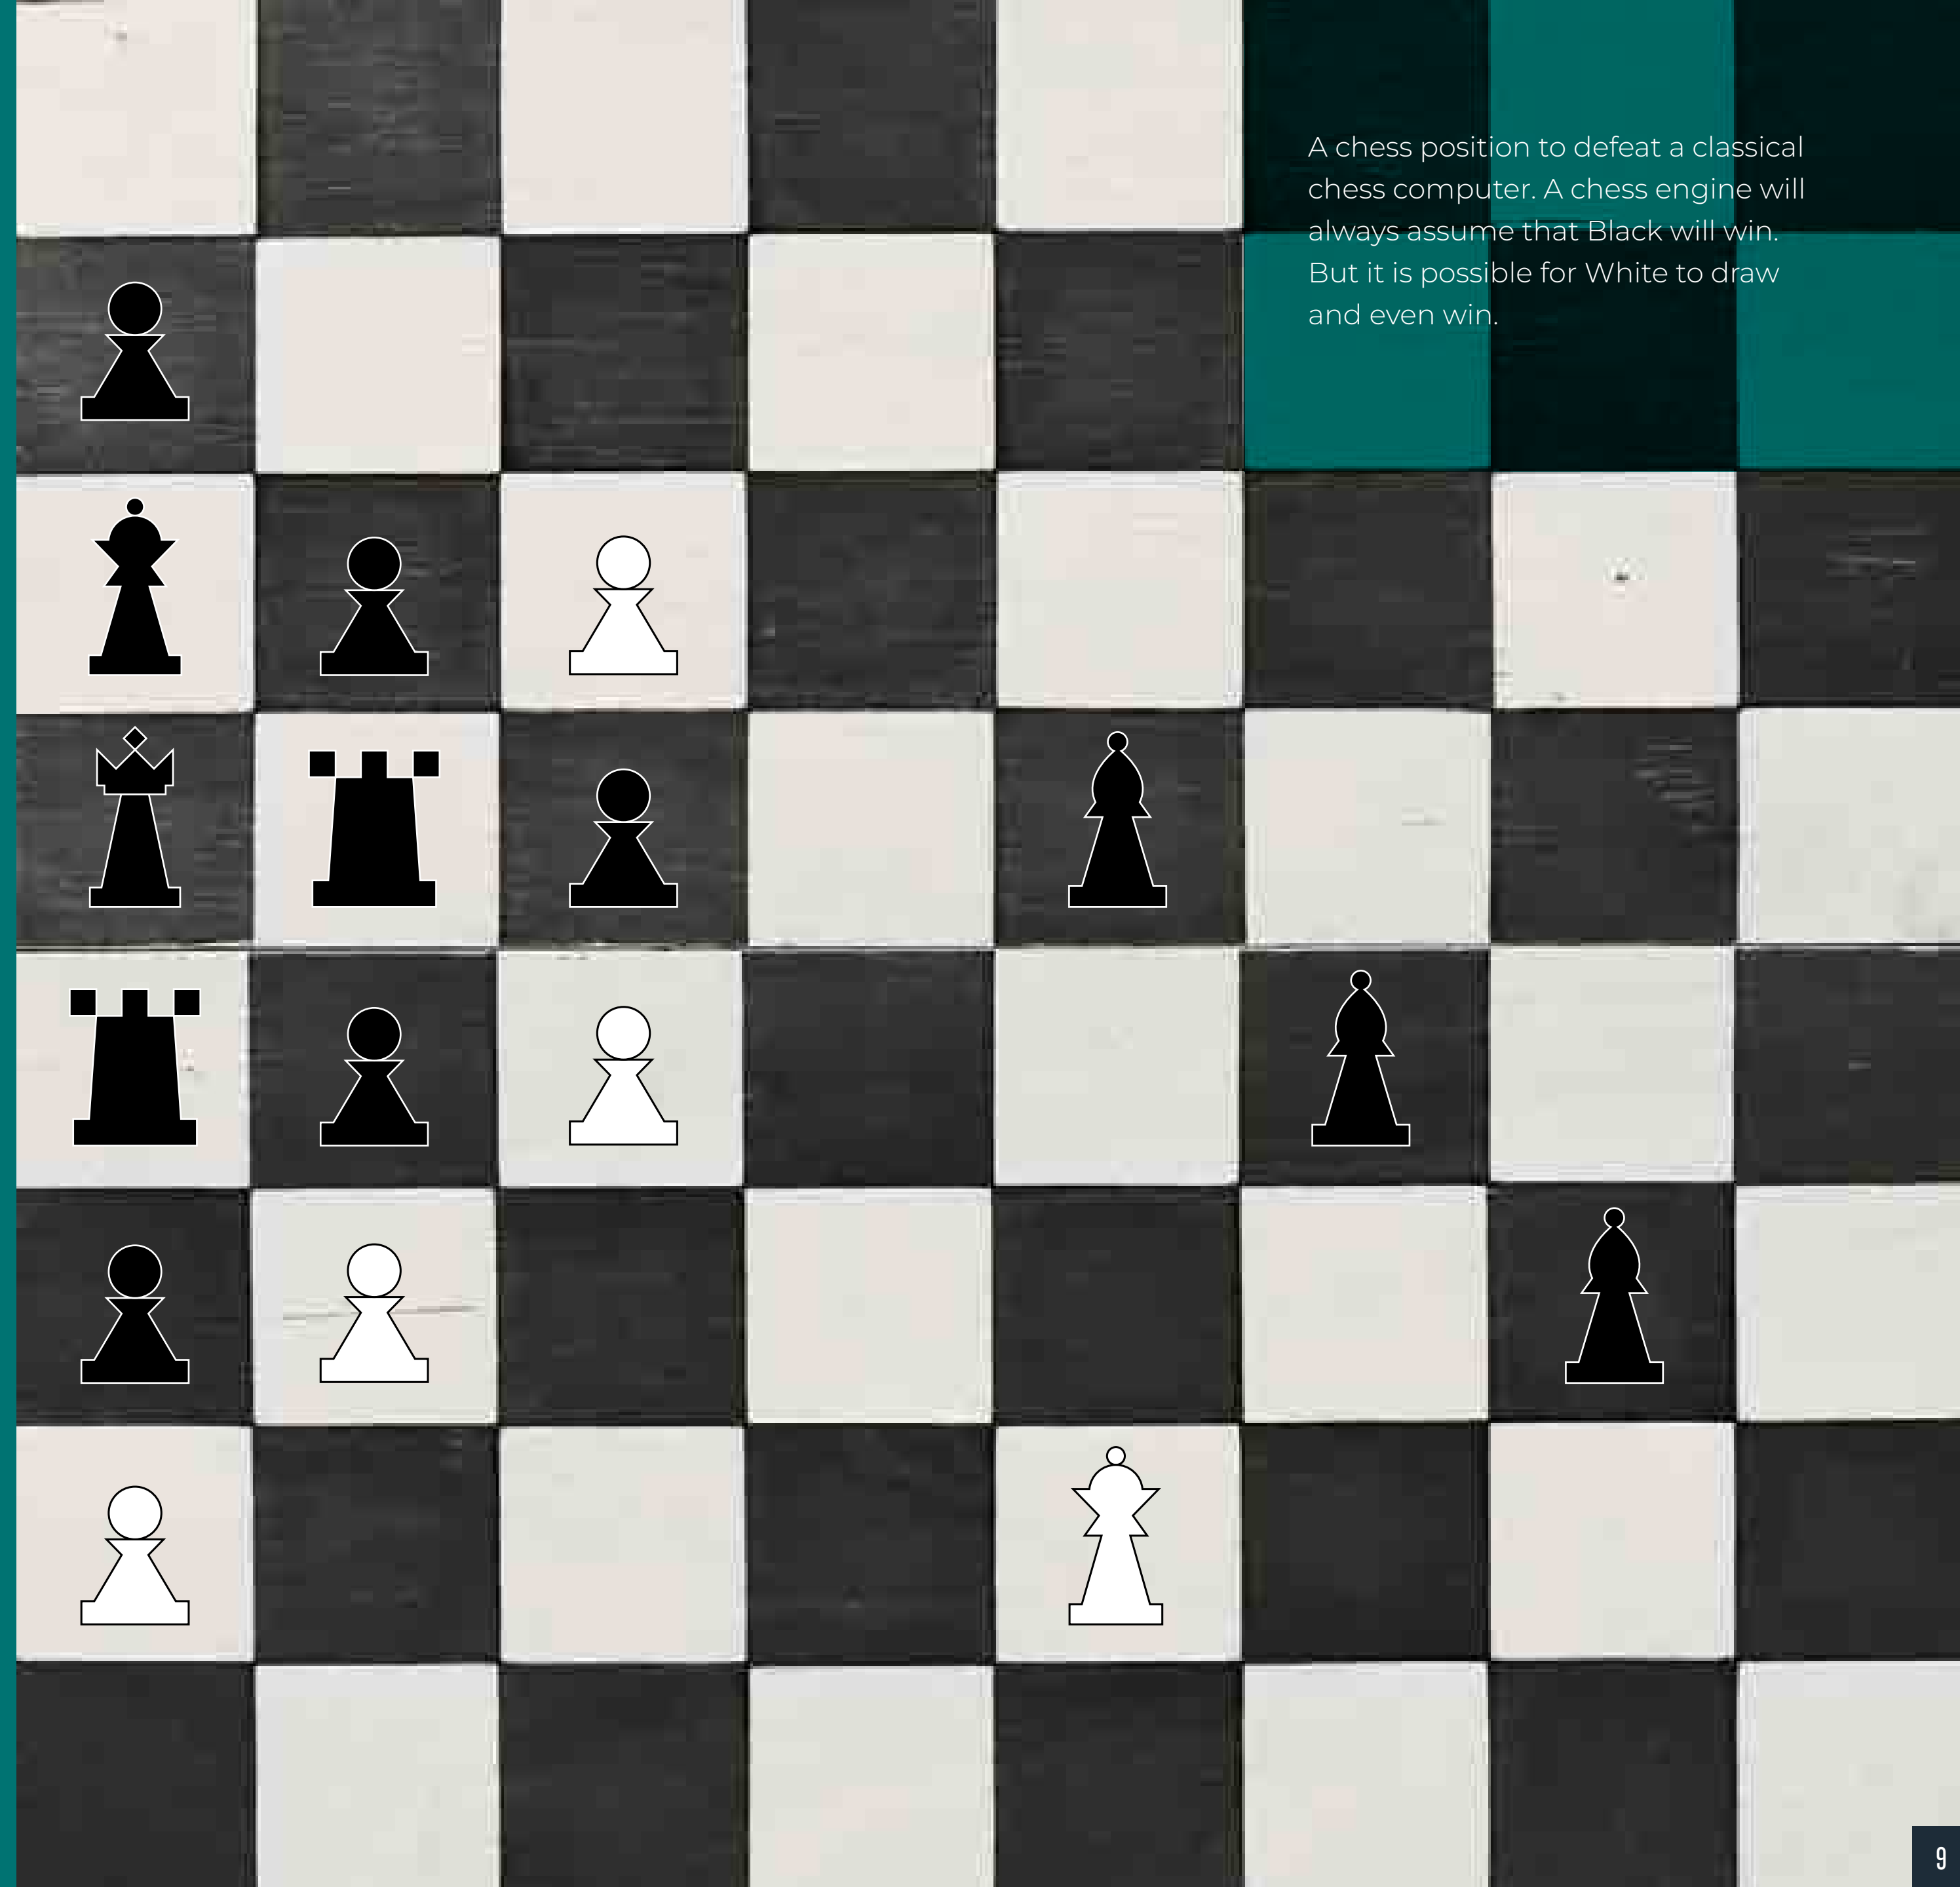 A chess position to defeat a classical
chess computer. A chess engine will
always assume that Black will win.
But it is possible for White to draw
and even win.
9